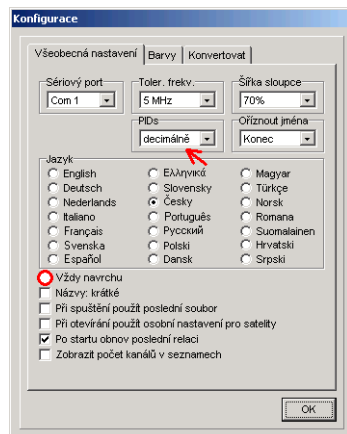 Konfigurace
Všeobecná nastavení Barvy Konvertovat
Sériový port Toler. frekv. Šířka sloupce
Com 1 5 MHz 70%
PIDs Oříznout jména
decimálně Konec
Jazyk
English Ελληνικά Magyar
Deutsch Slovensky Türkçe
Nederlands Česky Norsk
Italiano Português Romana
Français Русский Suomalainen
Svenska Polski Hrvatski
Español Dansk Srpski
Vždy navrchu
Názvy: krátké
Při spuštění použít poslední soubor
Při otevírání použít osobní nastavení pro satelity
Po startu obnov poslední relaci
Zobrazit počet kanálů v seznamech
OK